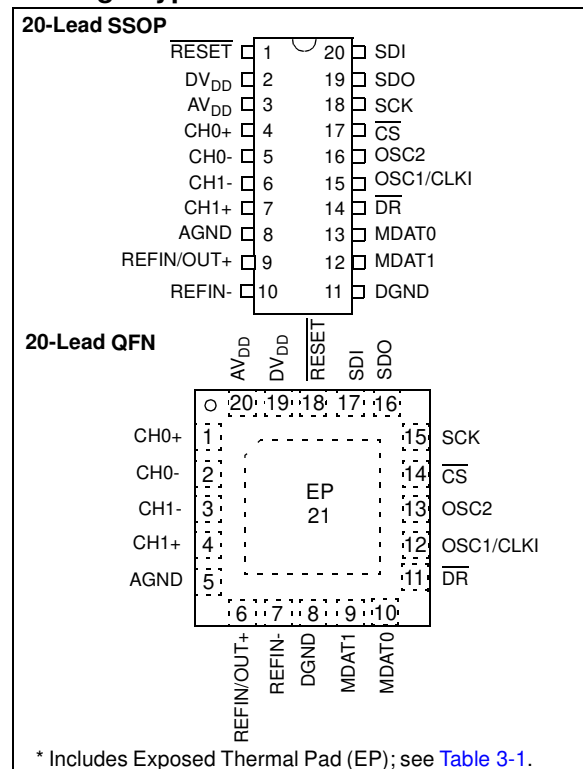 20-Lead SSOP
RESET 1 20 SDI
DVDD 2 19 SDO
AVDD 3 18 SCK
CH0+ 4 17 CS
CH0- 5 16 OSC2
CH1- 6 15 OSC1/CLKI
CH1+ 7 14 DR
AGND 8 13 MDAT0
REFIN/OUT+ 9 12 MDAT1
REFIN- 10 11 DGND
20-Lead QFN
AVDD DVDD RESET SDI SDO
20 19 18 17 16
CH0+ 1 15 SCK
CH0- 2 14 CS
EP
21
CH1- 3 13 OSC2
CH1+ 4 12 OSC1/CLKI
AGND 5 11 DR
6 7 8 9 10
REFIN/OUT+ REFIN- DGND MDAT1 MDAT0
* Includes Exposed Thermal Pad (EP); see Table 3-1.